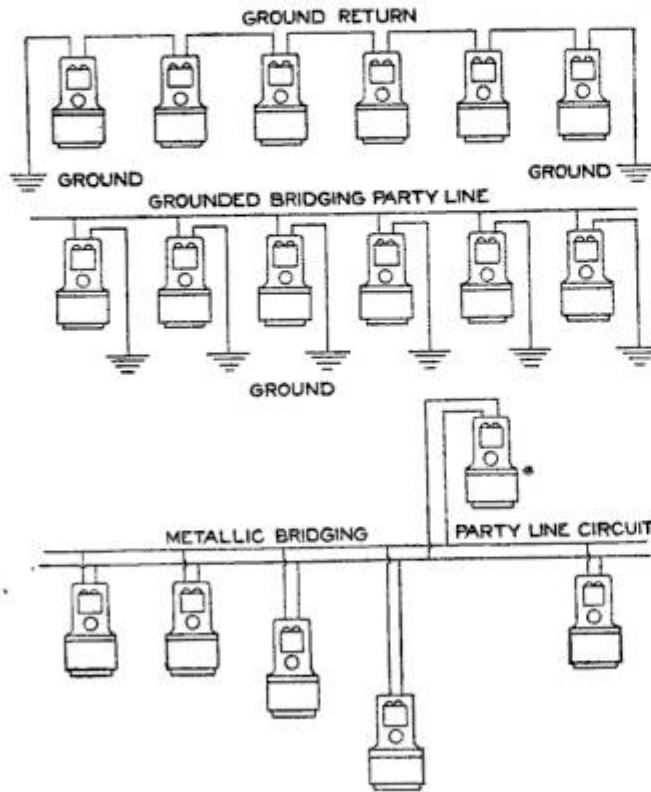 GROUND RETURN
GROUND
GROUND
GROUNDED BRIDGING PARTY LINE
GROUND
METALLIC BRIDGING PARTY LINE CIRCUIT